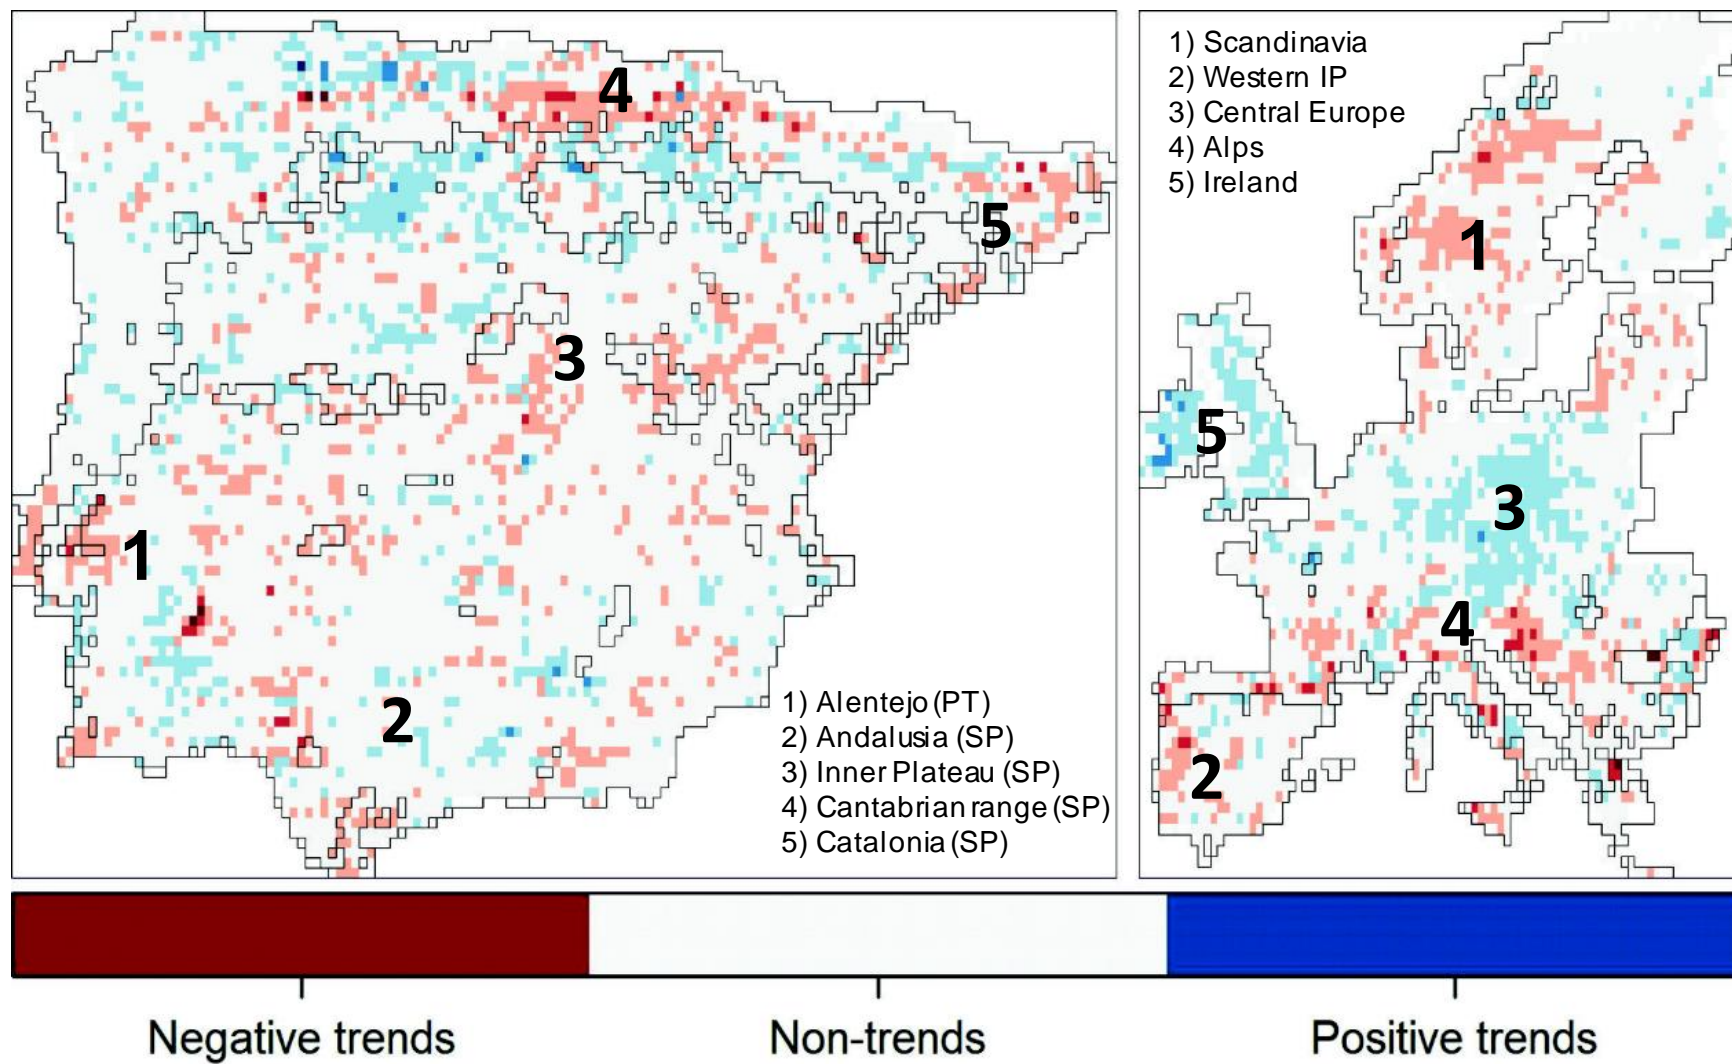 4
5
3
1
2
1) Alentejo (PT)
2) Andalusia (SP)
3) Inner Plateau (SP)
4) Cantabrian range (SP)
5) Catalonia (SP)
1) Scandinavia
2) Western IP
3) Central Europe
4) Alps
5) Ireland
1
5
3
4
2
Negative trends
Non-trends
Positive trends